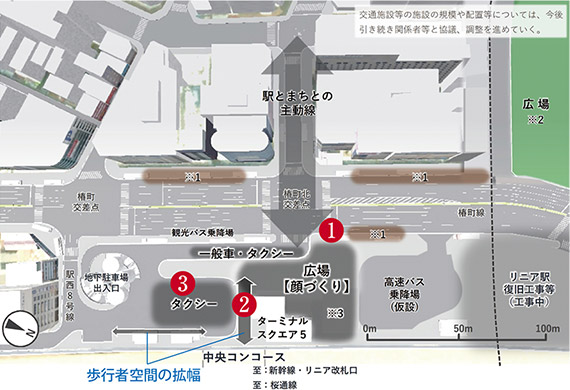 交通施設等の施設の規模や配置等については、今後
引き続き関係者等と協議、調整を進めていく。
駅とまちとの
主動線
広場
※2
※1
※1
椿町
交差点
椿町北
交差点
椿町線
1
※1
観光バス乗降場
一般車・タクシー
広場
【顔づくり】
駅西8号線
地下駐車場
出入口
3
タクシー
2
ターミナル
スクエア5
※3
高速バス
乗降場
(仮設)
リニア駅
復旧工事等
(工事中)
0m
50m
100m
歩行者空間の拡幅
中央コンコース
至:新幹線・リニア改札口
至:桜通線